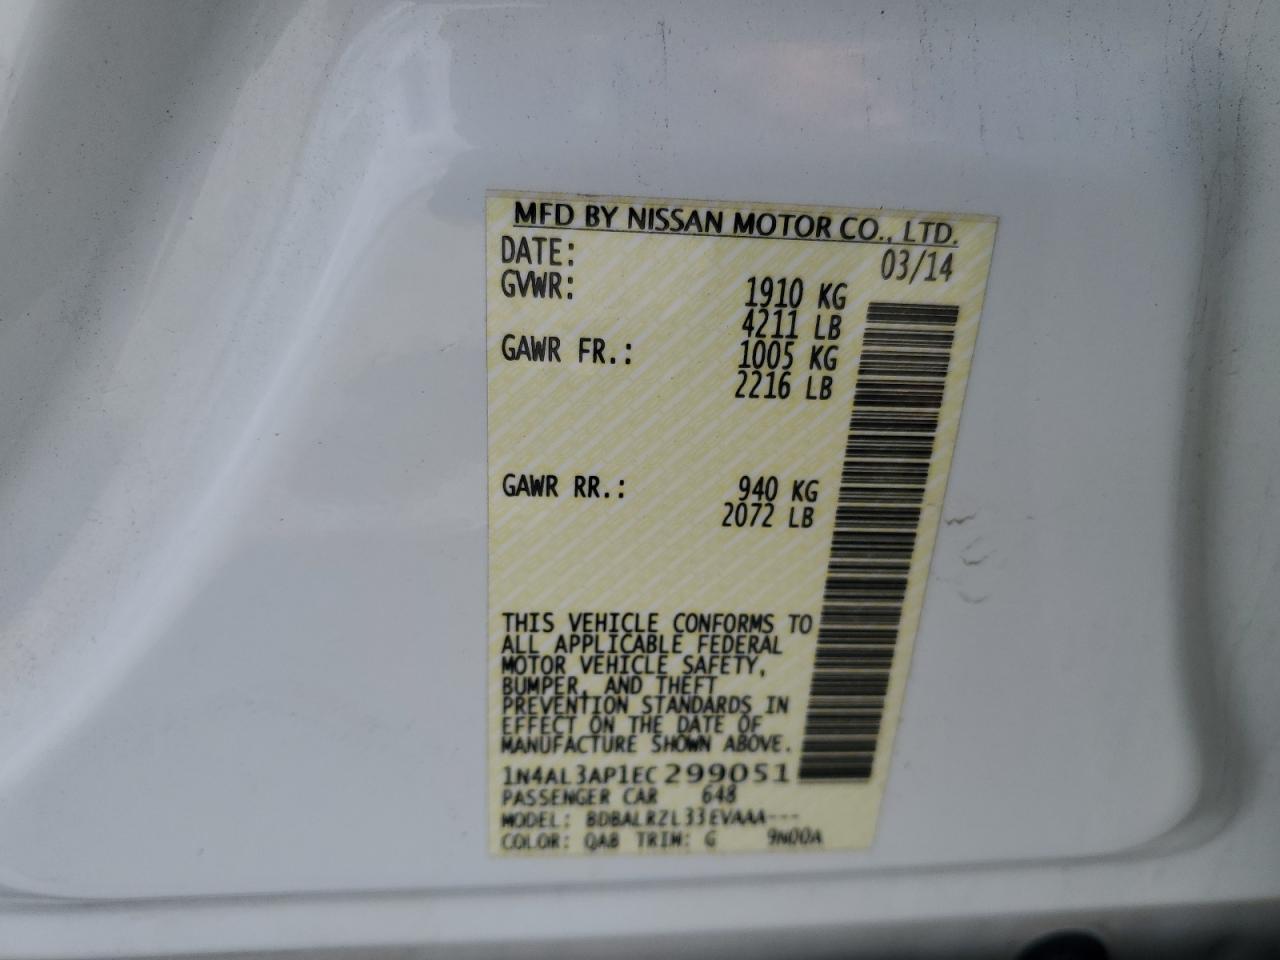 MFD BY NISSAN MOTOR CO., LTD.
DATE: 03/14
GVWR: 1910 KG
4211 LB
GAWR FR.: 1005 KG
2216 LB
GAWR RR.: 940 KG
2072 LB
THIS VEHICLE CONFORMS TO
ALL APPLICABLE FEDERAL
MOTOR VEHICLE SAFETY,
BUMPER, AND THEFT
PREVENTION STANDARDS IN
EFFECT ON THE DATE OF
MANUFACTURE SHOWN ABOVE.
1N4AL3AP1EC299051
PASSENGER CAR 648
MODEL: BDBALRZL33EVAAA---
COLOR: QAB TRIM: G 9N00A